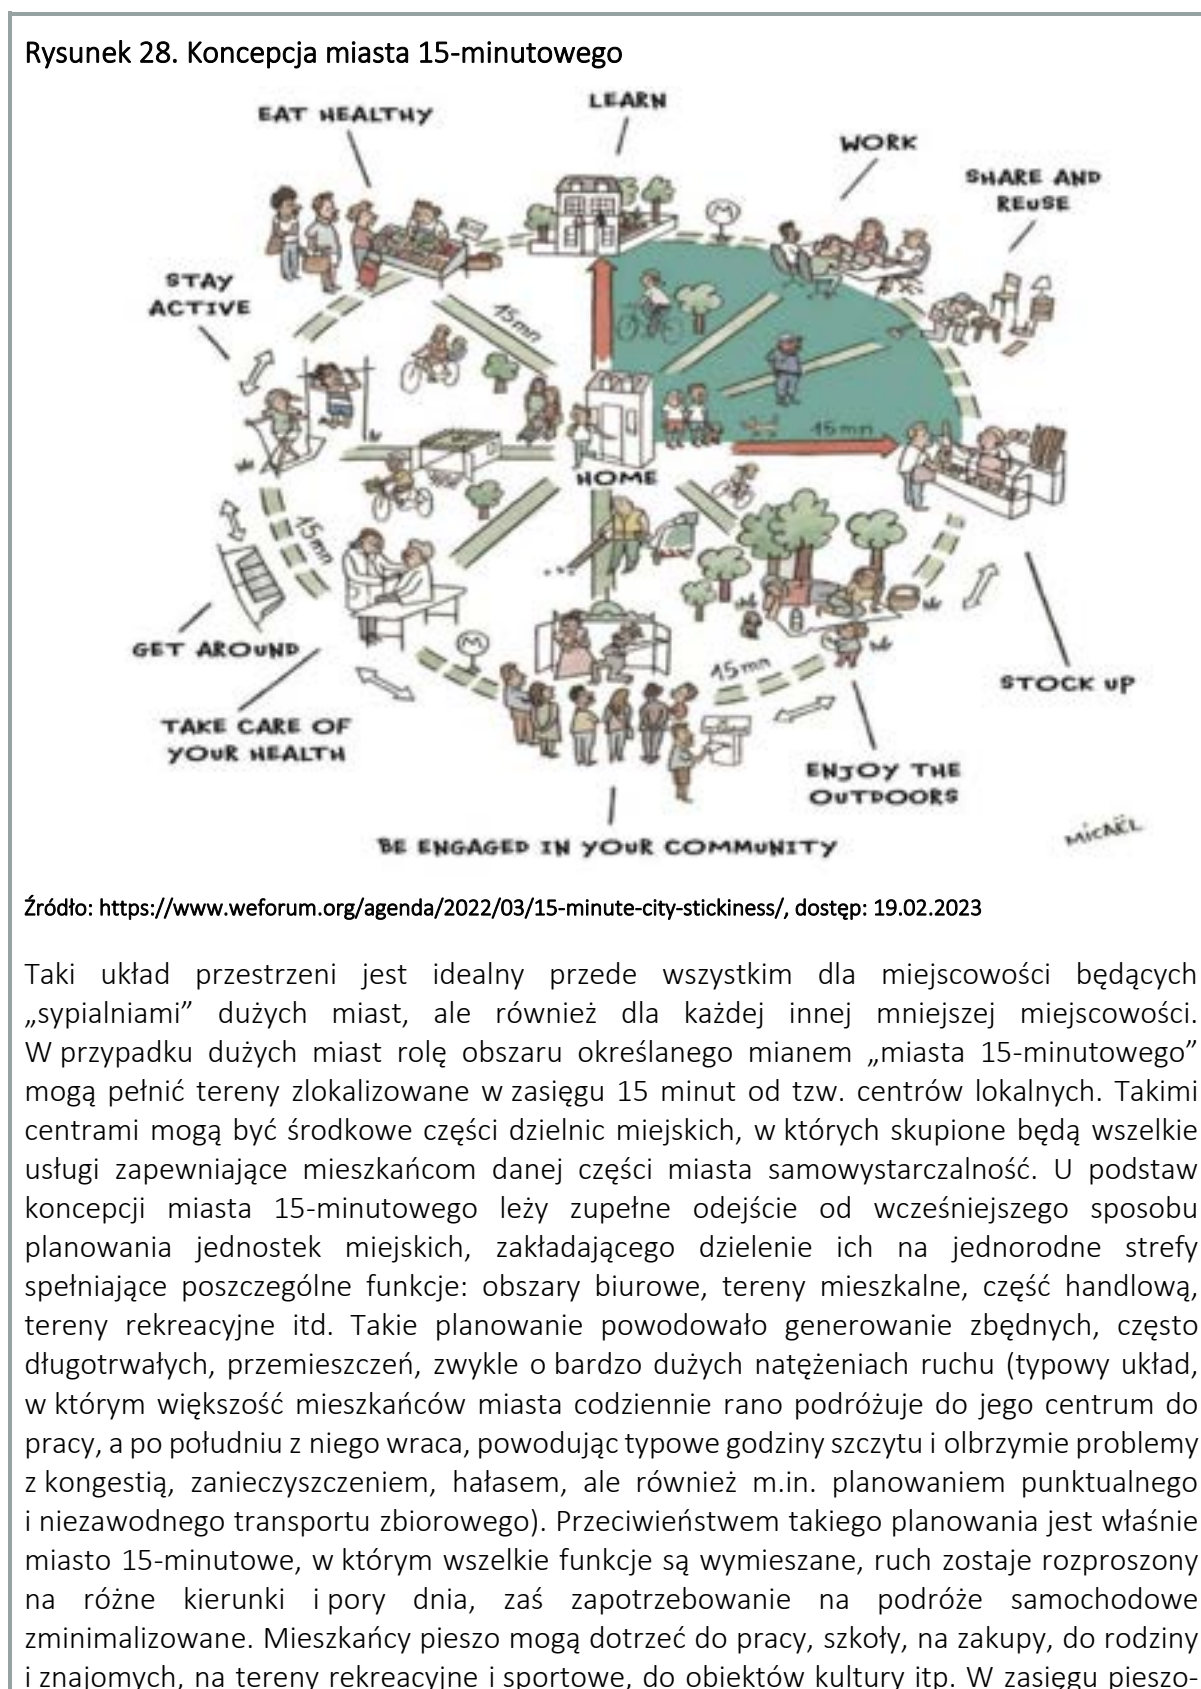 Rysunek 28. Koncepcja miasta 15-minutowego
LEARN
EAT HEALTHY
WORK
SHARE AND
REUSE
STAY
ACTIVE
15mn
15mn
HOME
15mn
GET AROUND
15mn
STOCK UP
TAKE CARE OF
YOUR HEALTH
ENJOY THE
OUTDOORS
BE ENGAGED IN YOUR COMMUNITY
MICAËL
M
M
Źródło: https://www.weforum.org/agenda/2022/03/15-minute-city-stickiness/, dostęp: 19.02.2023
Taki układ przestrzeni jest idealny przede wszystkim dla miejscowości będących
„sypialniami” dużych miast, ale również dla każdej innej mniejszej miejscowości.
W przypadku dużych miast rolę obszaru określanego mianem „miasta 15-minutowego”
mogą pełnić tereny zlokalizowane w zasięgu 15 minut od tzw. centrów lokalnych. Takimi
centrami mogą być środkowe części dzielnic miejskich, w których skupione będą wszelkie
usługi zapewniające mieszkańcom danej części miasta samowystarczalność. U podstaw
koncepcji miasta 15-minutowego leży zupełne odejście od wcześniejszego sposobu
planowania jednostek miejskich, zakładającego dzielenie ich na jednorodne strefy
spełniające poszczególne funkcje: obszary biurowe, tereny mieszkalne, część handlową,
tereny rekreacyjne itd. Takie planowanie powodowało generowanie zbędnych, często
długotrwałych, przemieszczeń, zwykle o bardzo dużych natężeniach ruchu (typowy układ,
w którym większość mieszkańców miasta codziennie rano podróżuje do jego centrum do
pracy, a po południu z niego wraca, powodując typowe godziny szczytu i olbrzymie problemy
z kongestią, zanieczyszczeniem, hałasem, ale również m.in. planowaniem punktualnego
i niezawodnego transportu zbiorowego). Przeciwieństwem takiego planowania jest właśnie
miasto 15-minutowe, w którym wszelkie funkcje są wymieszane, ruch zostaje rozproszony
na różne kierunki i pory dnia, zaś zapotrzebowanie na podróże samochodowe
zminimalizowane. Mieszkańcy pieszo mogą dotrzeć do pracy, szkoły, na zakupy, do rodziny
i znajomych, na tereny rekreacyjne i sportowe, do obiektów kultury itp. W zasięgu pieszo-